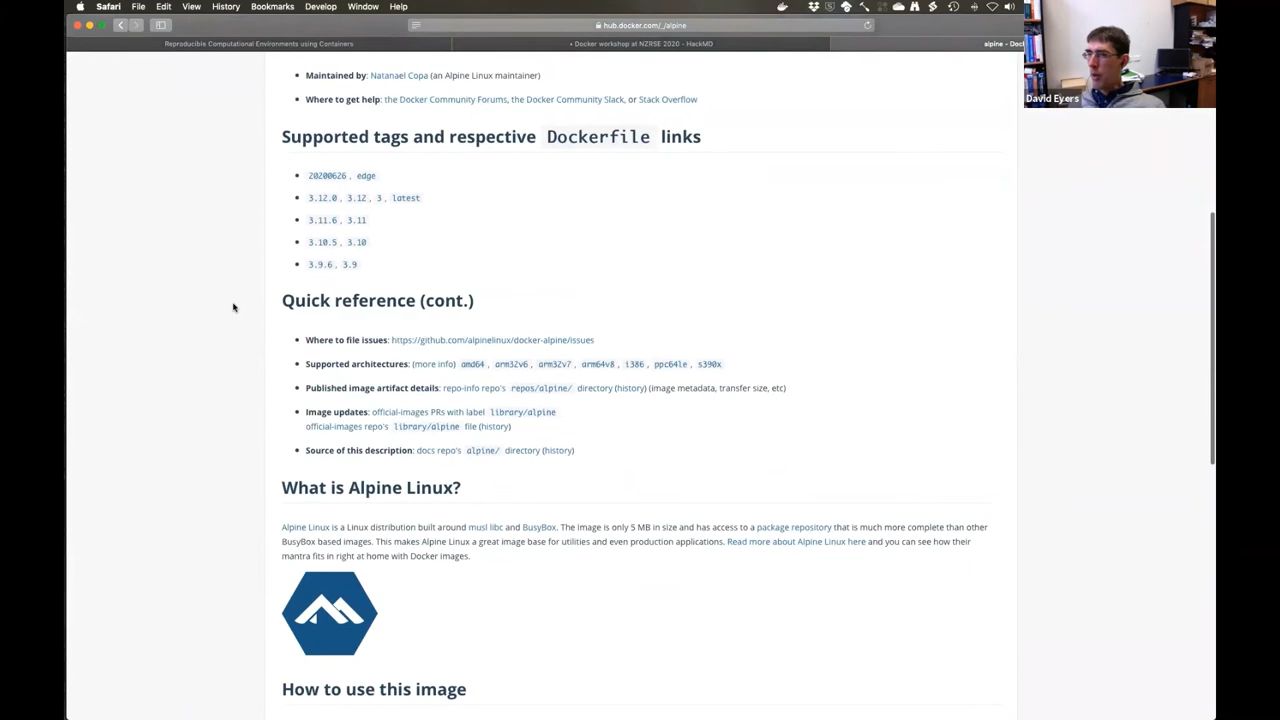 Safari File Edit View History Bookmarks Develop Window Help
hub.docker.com/_/alpine
Reproducible Computational Environments using Containers
• Docker workshop at NZRSE 2020 - HackMD
alpine - Doc
David Eyers
Maintained by: Natanael Copa (an Alpine Linux maintainer)
Where to get help: the Docker Community Forums, the Docker Community Slack, or Stack Overflow
Supported tags and respective Dockerfile links
20200626, edge
3.12.0, 3.12, 3, latest
3.11.6, 3.11
3.10.5, 3.10
3.9.6, 3.9
Quick reference (cont.)
Where to file issues: https://github.com/alpinelinux/docker-alpine/issues
Supported architectures: (more info) amd64, arm32v6, arm32v7, arm64v8, i386, ppc64le, s390x
Published image artifact details: repo-info repo's repos/alpine/ directory (history) (image metadata, transfer size, etc)
Image updates: official-images PRs with label library/alpine
official-images repo's library/alpine file (history)
Source of this description: docs repo's alpine/ directory (history)
What is Alpine Linux?
Alpine Linux is a Linux distribution built around musl libc and BusyBox. The image is only 5 MB in size and has access to a package repository that is much more complete than other
BusyBox based images. This makes Alpine Linux a great image base for utilities and even production applications. Read more about Alpine Linux here and you can see how their
mantra fits in right at home with Docker images.
How to use this image